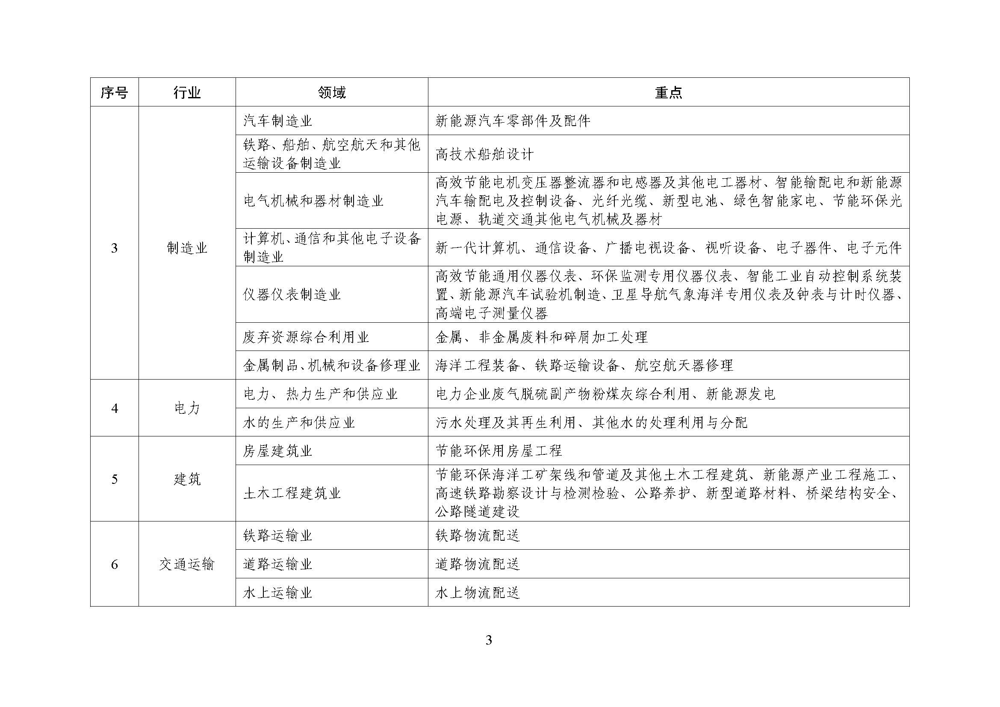 序号 行业 领域 重点
汽车制造业 新能源汽车零部件及配件
铁路、船舶、航空航天和其他
运输设备制造业
高技术船舶设计
电气机械和器材制造业
高效节能电机变压器整流器和电感器及其他电工器材、智能输配电和新能源
汽车输配电及控制设备、光纤光缆、新型电池、绿色智能家电、节能环保光
电源、轨道交通其他电气机械及器材
3 制造业
计算机、通信和其他电子设备
制造业
新一代计算机、通信设备、广播电视设备、视听设备、电子器件、电子元件
仪器仪表制造业
高效节能通用仪器仪表、环保监测专用仪器仪表、智能工业自动控制系统装
置、新能源汽车试验机制造、卫星导航气象海洋专用仪表及钟表与计时仪器、
高端电子测量仪器
废弃资源综合利用业 金属、非金属废料和碎屑加工处理
金属制品、机械和设备修理业 海洋工程装备、铁路运输设备、航空航天器修理
4 电力
电力、热力生产和供应业 电力企业废气脱硫副产物粉煤灰综合利用、新能源发电
水的生产和供应业 污水处理及其再生利用、其他水的处理利用与分配
5 建筑
房屋建筑业 节能环保用房屋工程
土木工程建筑业
节能环保海洋工矿架线和管道及其他土木工程建筑、新能源产业工程施工、
高速铁路勘察设计与检测检验、公路养护、新型道路材料、桥梁结构安全、
公路隧道建设
6 交通运输
铁路运输业 铁路物流配送
道路运输业 道路物流配送
水上运输业 水上物流配送
3